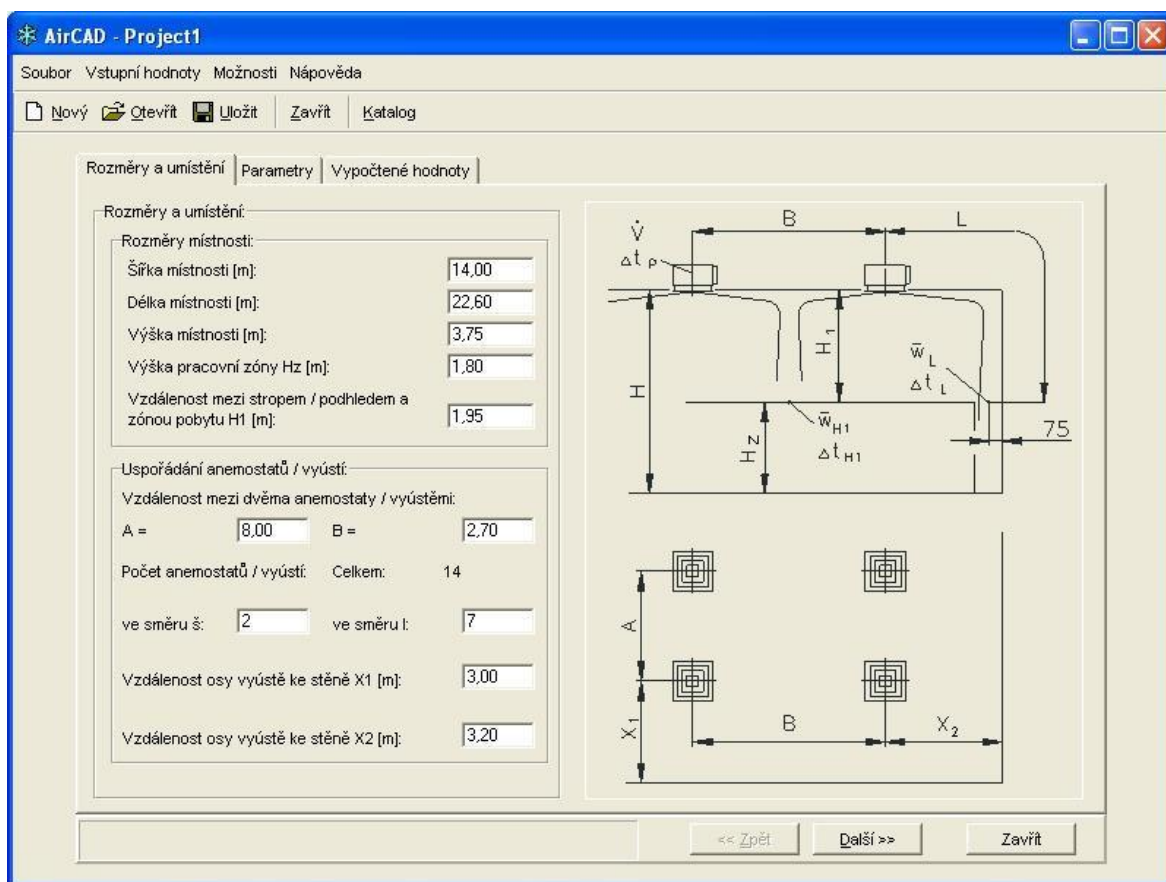 AirCAD - Project1
Soubor Vstupní hodnoty Možnosti Nápověda
Nový Otevřít Uložit Zavřít Katalog
Rozměry a umístění Parametry Vypočtené hodnoty
Rozměry a umístění:
Rozměry místnosti:
Šířka místnosti [m]: 14,00
Délka místnosti [m]: 22,60
Výška místnosti [m]: 3,75
Výška pracovní zóny Hz [m]: 1,80
Vzdálenost mezi stropem / podhledem a
zónou pobytu H1 [m]: 1,95
Uspořádání anemostatů / vyústí:
Vzdálenost mezi dvěma anemostaty / vyústěmi:
A = 8,00 B = 2,70
Počet anemostatů / vyústí: Celkem: 14
ve směru š: 2 ve směru l: 7
Vzdálenost osy vyústě ke stěně X1 [m]: 3,00
Vzdálenost osy vyústě ke stěně X2 [m]: 3,20
B L
V̇
Δt P
H H1
w̄ L
Δt L
HZ
w̄ H1
Δt H1
75
A
X1
B X2
<< Zpět Další >> Zavřít